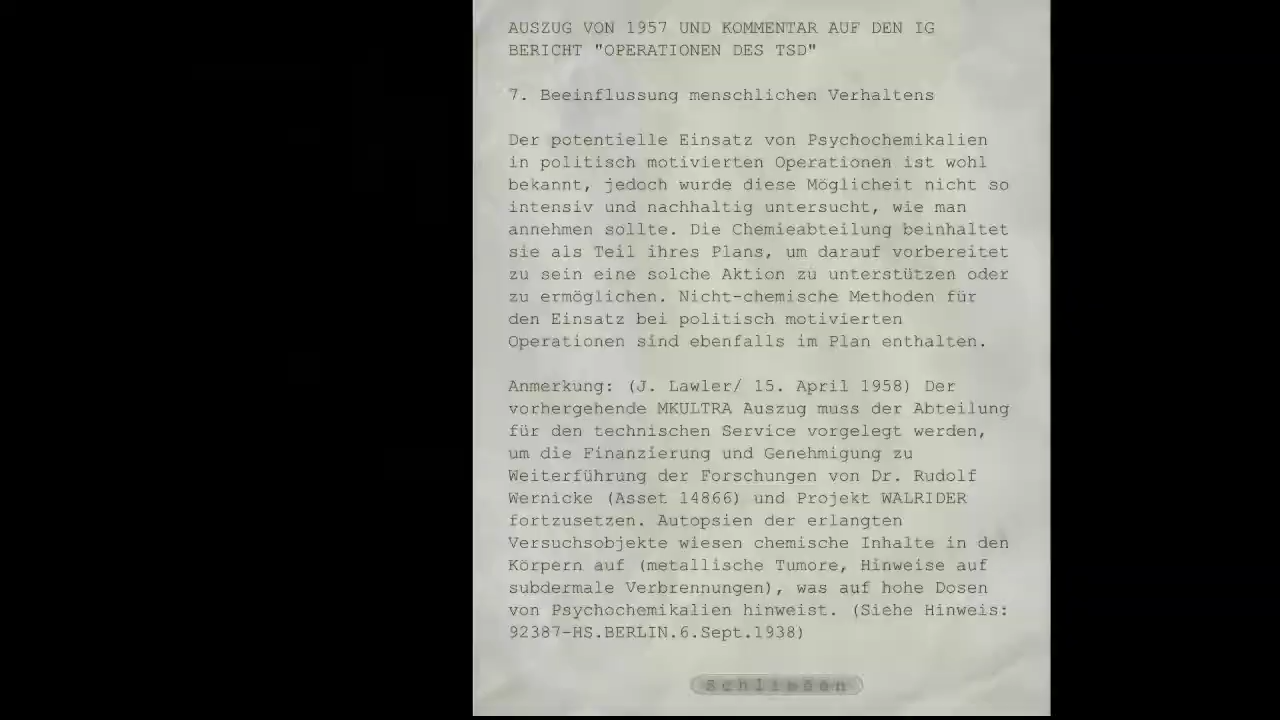 AUSZUG VON 1957 UND KOMMENTAR AUF DEN IG
BERICHT "OPERATIONEN DES TSD"
7. Beeinflussung menschlichen Verhaltens
Der potentielle Einsatz von Psychochemikalien
in politisch motivierten Operationen ist wohl
bekannt, jedoch wurde diese Möglicheit nicht so
intensiv und nachhaltig untersucht, wie man
annehmen sollte. Die Chemieabteilung beinhaltet
sie als Teil ihres Plans, um darauf vorbereitet
zu sein eine solche Aktion zu unterstützen oder
zu ermöglichen. Nicht-chemische Methoden für
den Einsatz bei politisch motivierten
Operationen sind ebenfalls im Plan enthalten.
Anmerkung: (J. Lawler/ 15. April 1958) Der
vorhergehende MKULTRA Auszug muss der Abteilung
für den technischen Service vorgelegt werden,
um die Finanzierung und Genehmigung zu
Weiterführung der Forschungen von Dr. Rudolf
Wernicke (Asset 14866) und Projekt WALRIDER
fortzusetzen. Autopsien der erlangten
Versuchsobjekte wiesen chemische Inhalte in den
Körpern auf (metallische Tumore, Hinweise auf
subdermale Verbrennungen), was auf hohe Dosen
von Psychochemikalien hinweist. (Siehe Hinweis:
92387-HS.BERLIN.6.Sept.1938)
schließen